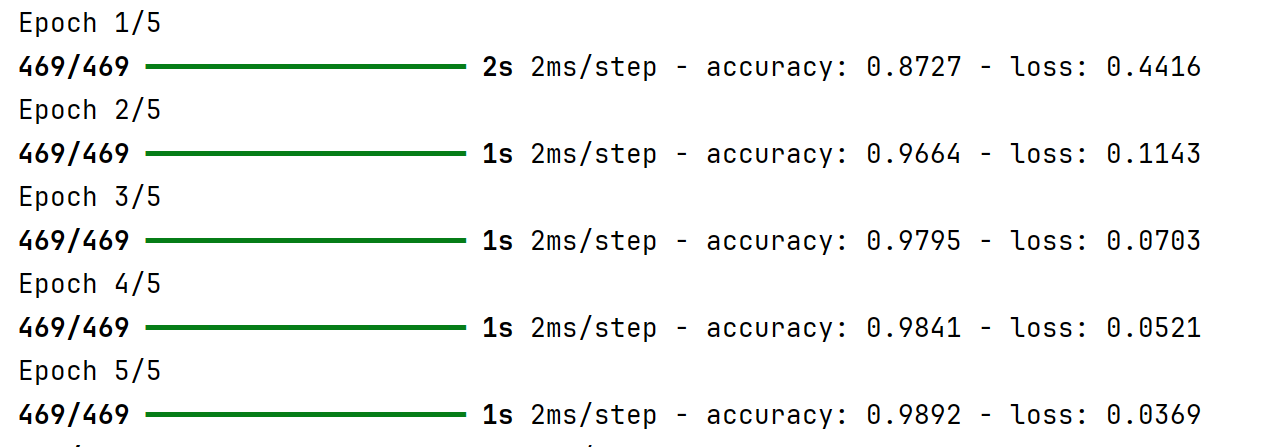 Epoch 1/5
469/469 ━━━━━━━━━━━━━━━━━━━━ 2s 2ms/step - accuracy: 0.8727 - loss: 0.4416
Epoch 2/5
469/469 ━━━━━━━━━━━━━━━━━━━━ 1s 2ms/step - accuracy: 0.9664 - loss: 0.1143
Epoch 3/5
469/469 ━━━━━━━━━━━━━━━━━━━━ 1s 2ms/step - accuracy: 0.9795 - loss: 0.0703
Epoch 4/5
469/469 ━━━━━━━━━━━━━━━━━━━━ 1s 2ms/step - accuracy: 0.9841 - loss: 0.0521
Epoch 5/5
469/469 ━━━━━━━━━━━━━━━━━━━━ 1s 2ms/step - accuracy: 0.9892 - loss: 0.0369